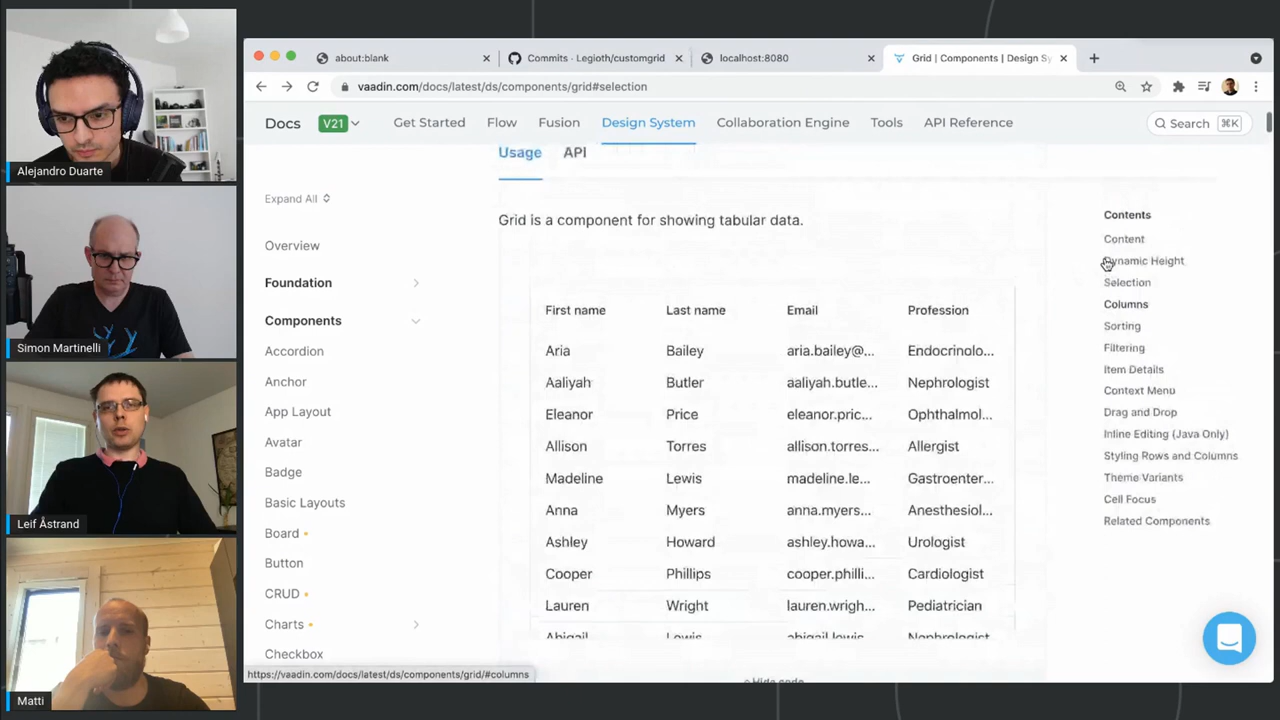 Alejandro Duarte
Simon Martinelli
Leif Åstrand
Matti
about:blank
Commits · Legioth/customgrid
localhost:8080
Grid | Components | Design Sy
vaadin.com/docs/latest/ds/components/grid#selection
Docs V21 Get Started Flow Fusion Design System Collaboration Engine Tools API Reference Search ⌘K
Usage API
Expand All
Overview
Foundation
Components
Accordion
Anchor
App Layout
Avatar
Badge
Basic Layouts
Board
Button
CRUD
Charts
Checkbox
Grid is a component for showing tabular data.
First name Last name Email Profession
Aria Bailey aria.bailey@... Endocrinolo...
Aaliyah Butler aaliyah.butle... Nephrologist
Eleanor Price eleanor.pric... Ophthalmol...
Allison Torres allison.torres... Allergist
Madeline Lewis madeline.le... Gastroenter...
Anna Myers anna.myers... Anesthesiol...
Ashley Howard ashley.howa... Urologist
Cooper Phillips cooper.philli... Cardiologist
Lauren Wright lauren.wrigh... Pediatrician
Abigail Lewis abigail.lewis Nephrologist
Hide code
Contents
Content
Dynamic Height
Selection
Columns
Sorting
Filtering
Item Details
Context Menu
Drag and Drop
Inline Editing (Java Only)
Styling Rows and Columns
Theme Variants
Cell Focus
Related Components
https://vaadin.com/docs/latest/ds/components/grid/#columns